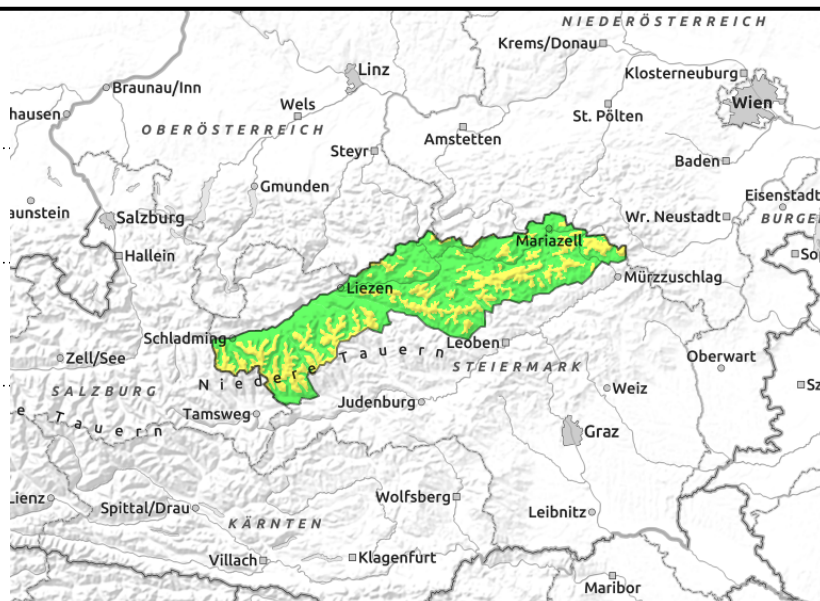 NIEDERÖSTERREICH
Krems/Donau
Linz
Klosterneuburg
Braunau/Inn
Wels
Wien
hausen
OBERÖSTERREICH
St. Pölten
Amstetten
Steyr
Baden
Gmunden
Eisenstadt
aunstein
Salzburg
Wr. Neustadt
BURGE
Mariazell
Hallein
So
Mürzzuschlag
Liezen
Schladming
Leoben
Zell/See
Niedere Tauern
STEIERMARK
Oberwart
SALZBURG
Weiz
Sz
Judenburg
Tamsweg
e Tauern
Graz
Lienz
Wolfsberg
Spittal/Drau
Leibnitz
KÄRNTEN
Villach
Klagenfurt
Maribor